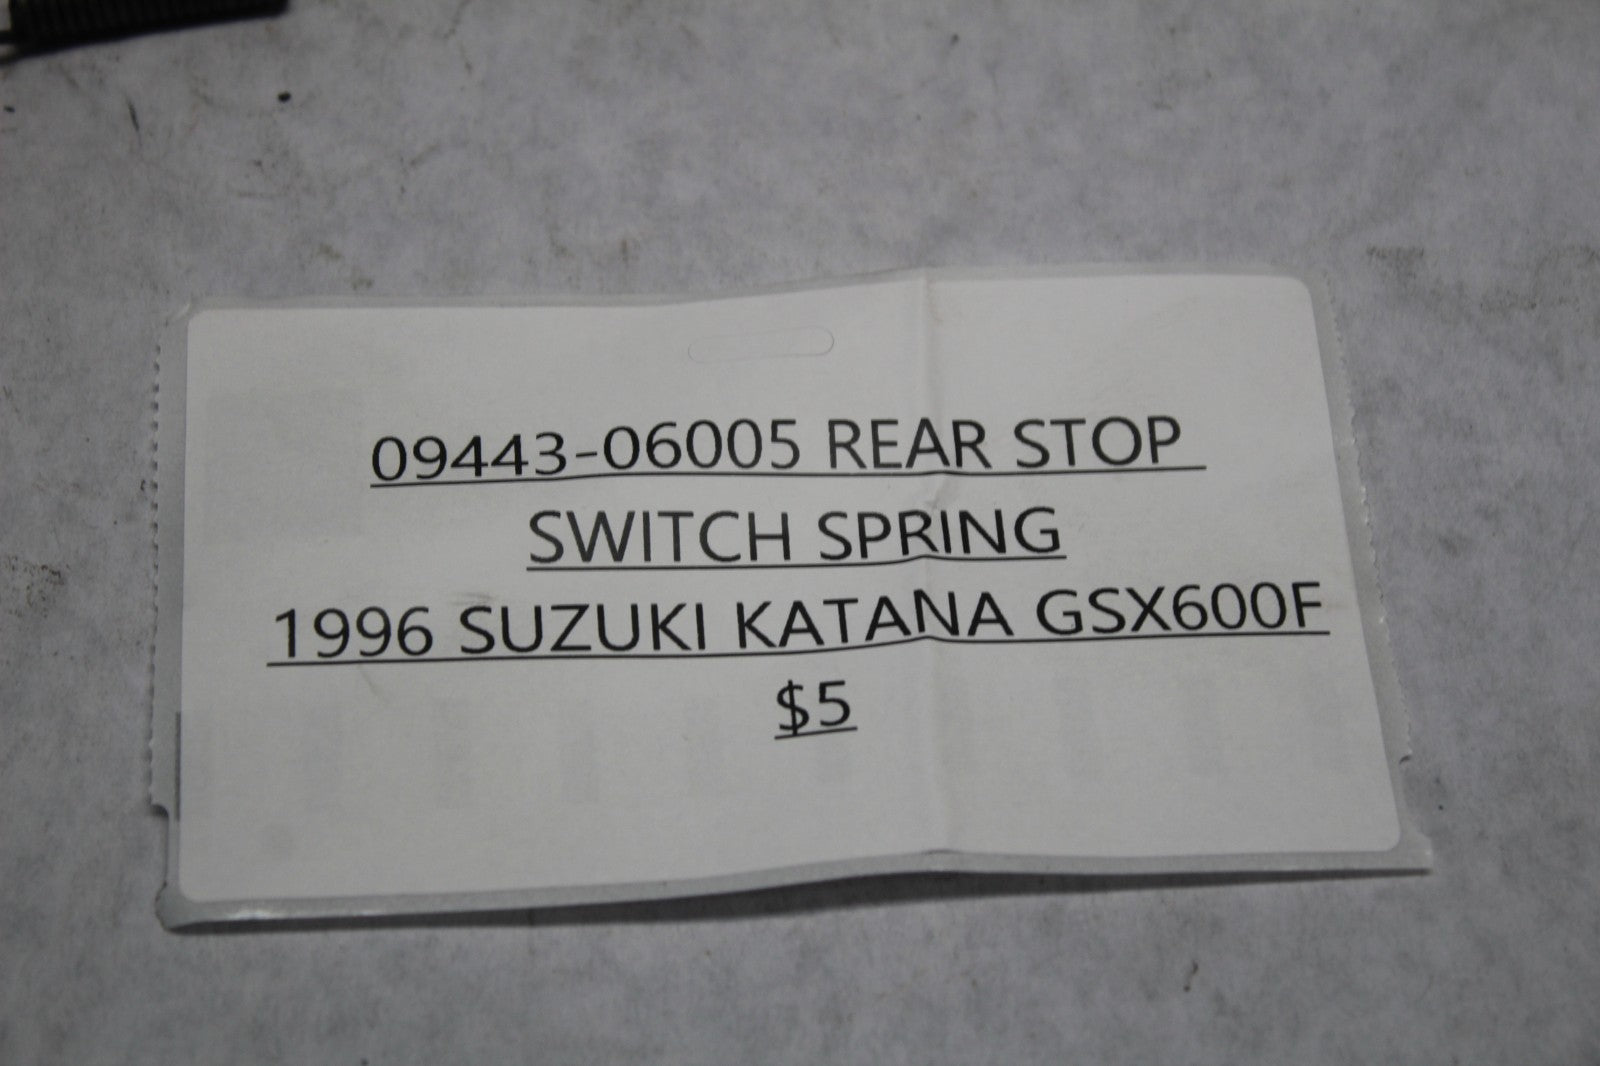 09443-06005 REAR STOP
SWITCH SPRING
1996 SUZUKI KATANA GSX600F
$5